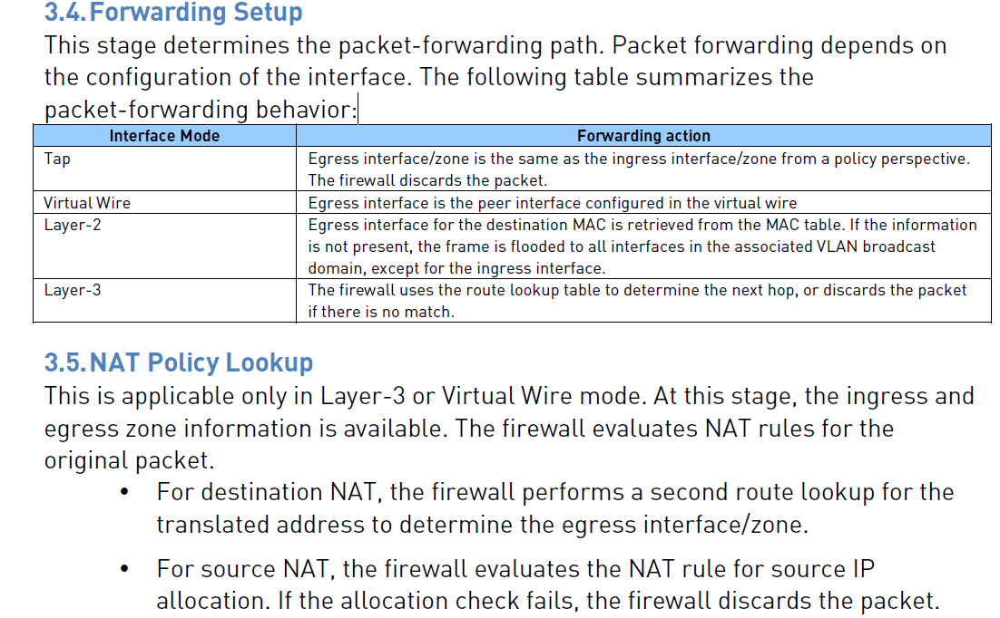 3.4. Forwarding Setup
This stage determines the packet-forwarding path. Packet forwarding depends on
the configuration of the interface. The following table summarizes the
packet-forwarding behavior:
Interface Mode Forwarding action
Tap Egress interface/zone is the same as the ingress interface/zone from a policy perspective.
The firewall discards the packet.
Virtual Wire Egress interface is the peer interface configured in the virtual wire
Layer-2 Egress interface for the destination MAC is retrieved from the MAC table. If the information
is not present, the frame is flooded to all interfaces in the associated VLAN broadcast
domain, except for the ingress interface.
Layer-3 The firewall uses the route lookup table to determine the next hop, or discards the packet
if there is no match.
3.5. NAT Policy Lookup
This is applicable only in Layer-3 or Virtual Wire mode. At this stage, the ingress and
egress zone information is available. The firewall evaluates NAT rules for the
original packet.
• For destination NAT, the firewall performs a second route lookup for the
translated address to determine the egress interface/zone.
• For source NAT, the firewall evaluates the NAT rule for source IP
allocation. If the allocation check fails, the firewall discards the packet.